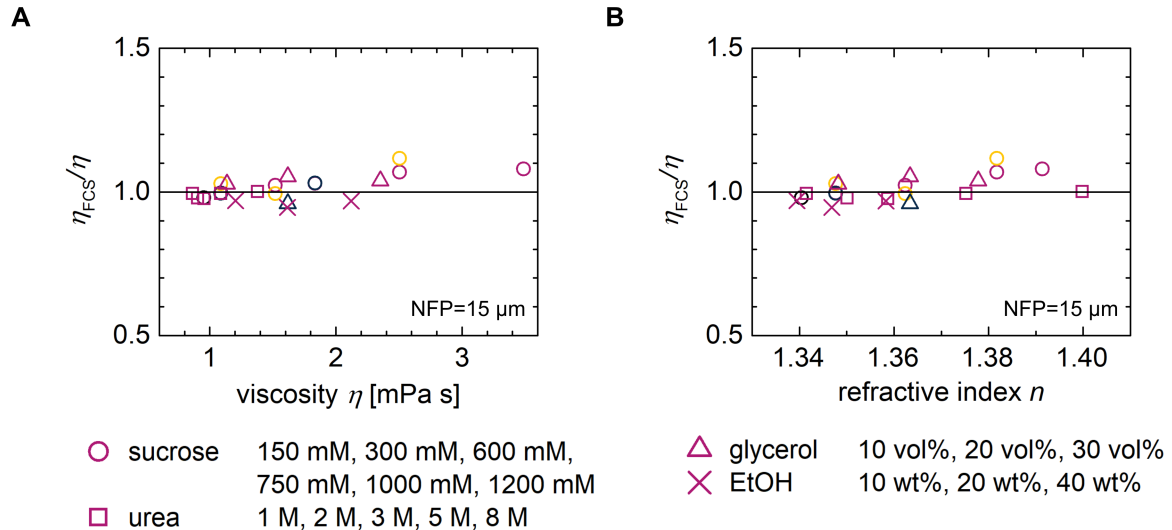 A
B
1.5
1.0
0.5
ηFCS/η
NFP=15 µm
1 2 3
viscosity η [mPa s]
1.5
1.0
0.5
ηFCS/η
NFP=15 µm
1.34 1.36 1.38 1.40
refractive index n
sucrose 150 mM, 300 mM, 600 mM,
750 mM, 1000 mM, 1200 mM
urea 1 M, 2 M, 3 M, 5 M, 8 M
glycerol 10 vol%, 20 vol%, 30 vol%
EtOH 10 wt%, 20 wt%, 40 wt%